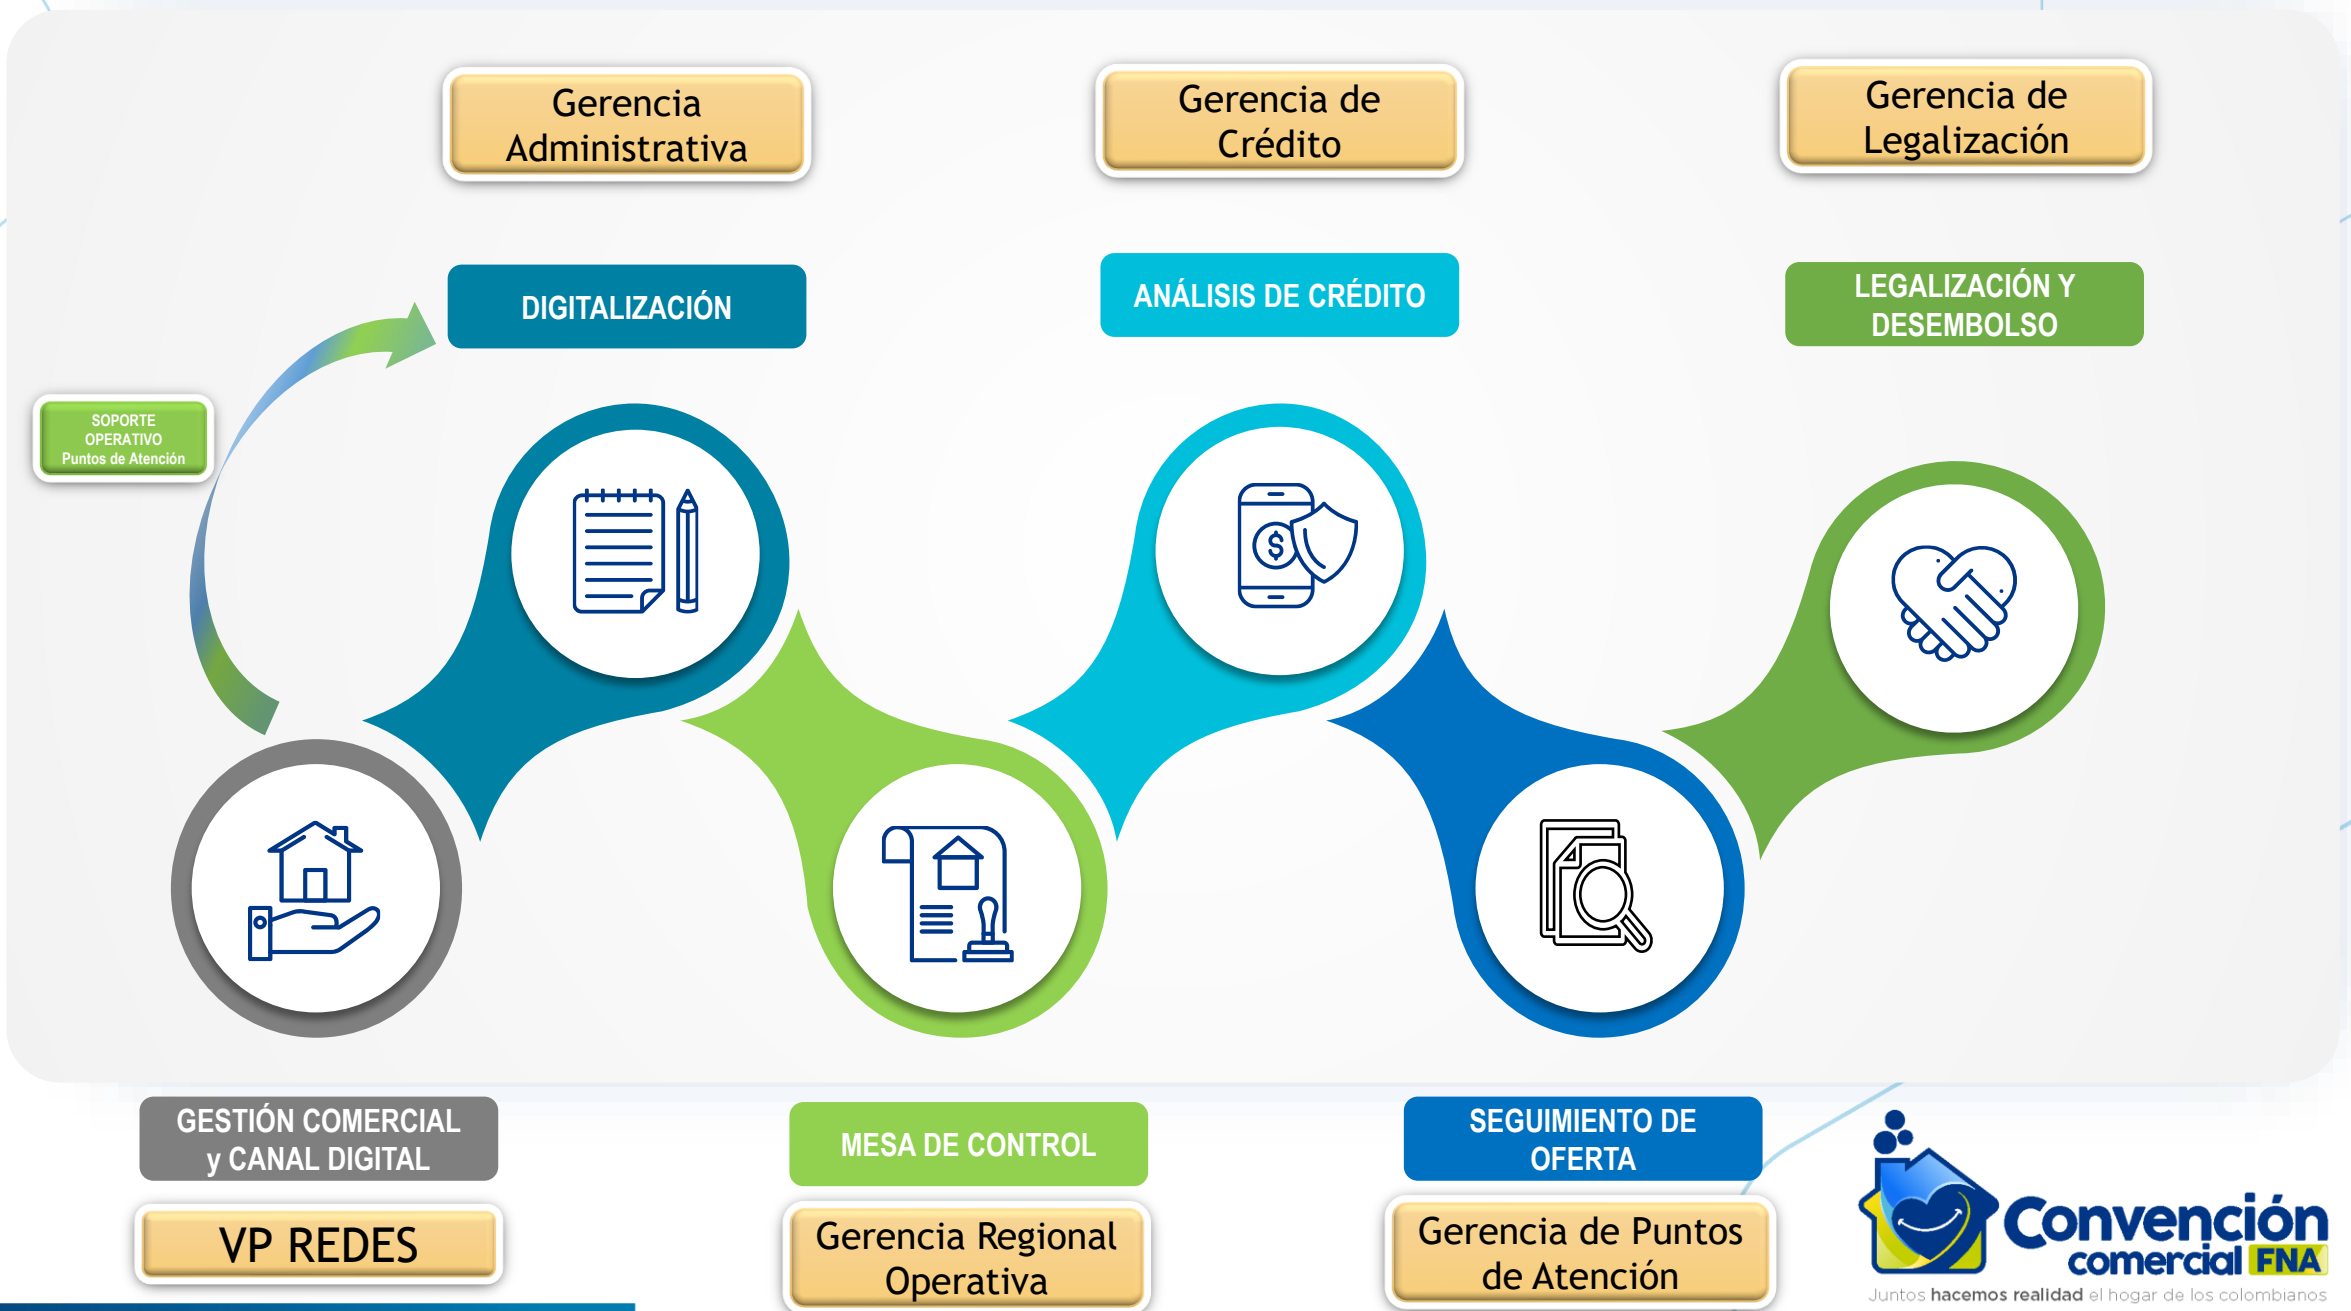 Gerencia
Administrativa
Gerencia de
Crédito
Gerencia de
Legalización
DIGITALIZACIÓN
ANÁLISIS DE CRÉDITO
LEGALIZACIÓN Y
DESEMBOLSO
SOPORTE
OPERATIVO
Puntos de Atención
$
GESTIÓN COMERCIAL
y CANAL DIGITAL
VP REDES
MESA DE CONTROL
Gerencia Regional
Operativa
SEGUIMIENTO DE
OFERTA
Gerencia de Puntos
de Atención
Convención
comercial FNA
Juntos hacemos realidad el hogar de los colombianos